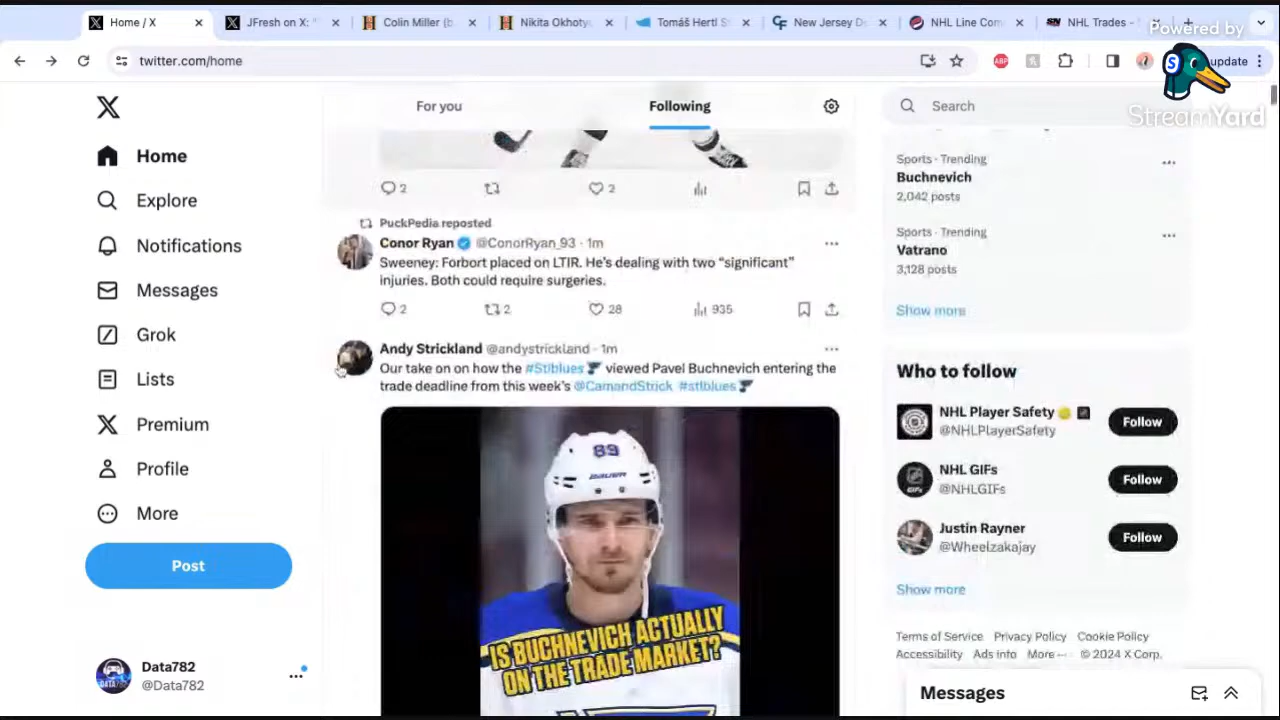 Home / X
JFresh on X: "
Colin Miller (b
Nikita Okhotyu
Tomáš Hertl S
New Jersey D
NHL Line Com
NHL Trades -
Powered by
twitter.com/home
update
StreamYard
For you
Following
Search
Home
Explore
Notifications
Messages
Grok
Lists
Premium
Profile
More
Post
Data782
@Data782
2
2
PuckPedia reposted
Conor Ryan @ConorRyan_93 · 1m
Sweeney: Forbort placed on LTIR. He's dealing with two "significant"
injuries. Both could require surgeries.
2
2
28
935
Andy Strickland @andystrickland · 1m
Our take on on how the #Stlblues viewed Pavel Buchnevich entering the
trade deadline from this week's @CamandStrick #stlblues
89
BAUER
IS BUCHNEVICH ACTUALLY
ON THE TRADE MARKET?
Sports · Trending
Buchnevich
2,042 posts
Sports · Trending
Vatrano
3,128 posts
Show more
Who to follow
NHL Player Safety
@NHLPlayerSafety
Follow
NHL GIFs
@NHLGIFs
Follow
Justin Rayner
@Wheelzakajay
Follow
Show more
Terms of Service Privacy Policy Cookie Policy
Accessibility Ads info More ··· © 2024 X Corp.
Messages